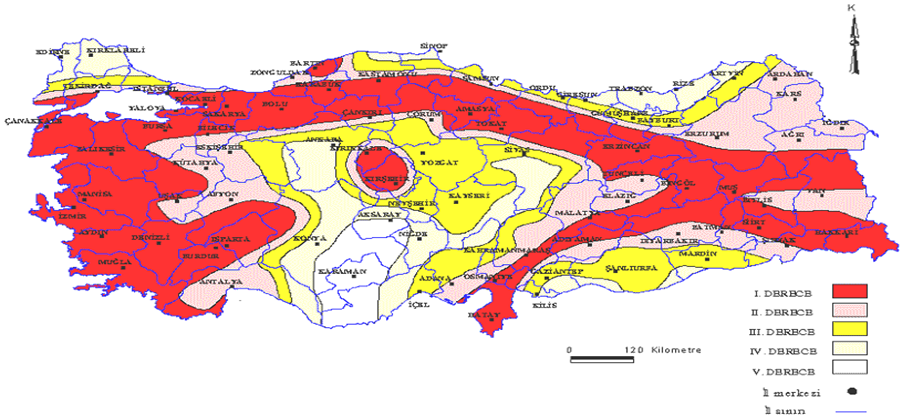 K
SİNOP
EDİRNE
KIRKLARELİ
BARTIN
ZONGULDAK
KASTAMONU
SAMSUN
ARTVİN
ARDAHAN
TEKİRDAĞ
İSTANBUL
KARABÜK
ORDU
GİRESUN
TRABZON
RİZE
KARS
KOCAELİ
YALOVA
SAKARYA
BOLU
ÇANKIRI
ÇORUM
AMASYA
TOKAT
GÜMÜŞHANE
BAYBURT
IĞDIR
ÇANAKKALE
BURSA
BİLECİK
ERZURUM
AĞRI
BALIKESİR
ESKİŞEHİR
ANKARA
KIRIKKALE
YOZGAT
SİVAS
ERZİNCAN
KÜTAHYA
KIRŞEHİR
TUNCELİ
BİNGÖL
MUŞ
VAN
MANİSA
UŞAK
AFYON
NEVŞEHİR
KAYSERİ
ELAZIĞ
BİTLİS
İZMİR
AKSARAY
MALATYA
SİİRT
AYDIN
DENİZLİ
ISPARTA
KONYA
NİĞDE
KAHRAMANMARAŞ
ADIYAMAN
DİYARBAKIR
BATMAN
ŞIRNAK
HAKKARİ
MUĞLA
BURDUR
KARAMAN
ADANA
OSMANİYE
GAZİANTEP
ŞANLIURFA
MARDİN
ANTALYA
İÇEL
KİLİS
HATAY
I. DBRBCB
II. DBRBCB
III. DBRBCB
IV. DBRBCB
V. DBRBCB
0 120 Kilometre
İl merkezi
İl sınırı